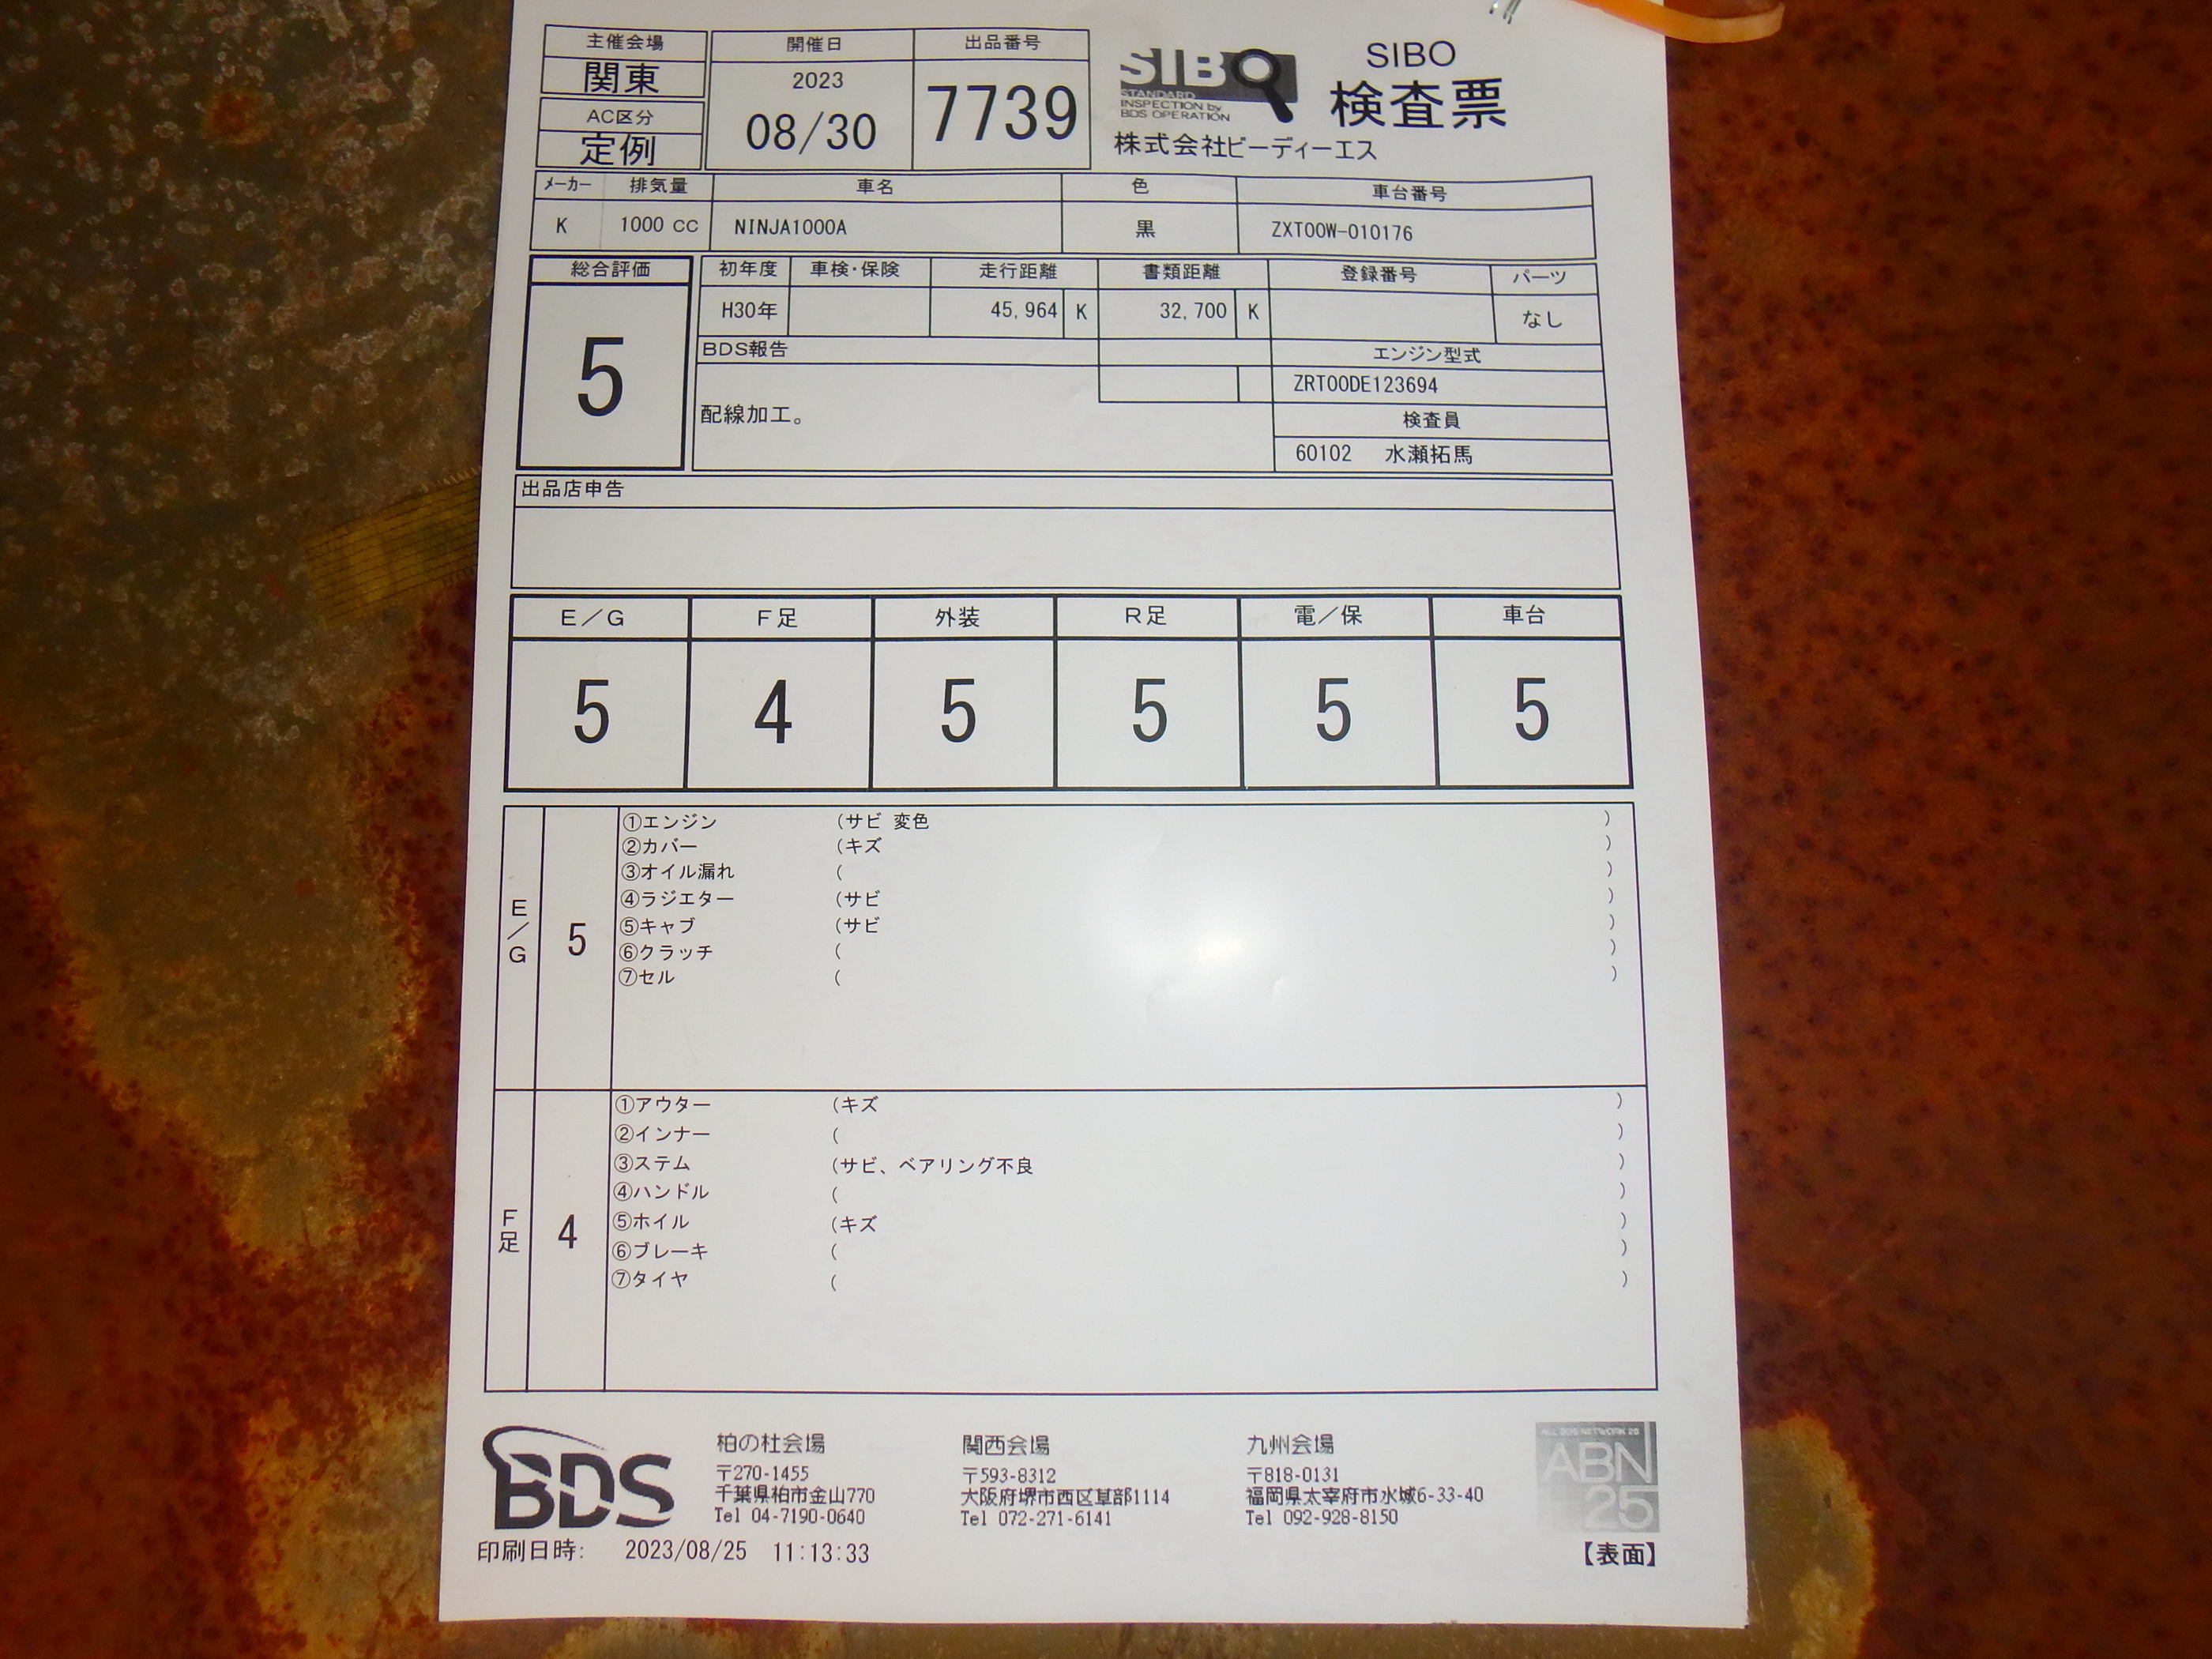 主催会場 開催日 出品番号
関東 2023 08/30 7739
AC区分
定例
SIBO
STANDARD
INSPECTION by
BDS OPERATION
SIBO
検査票
株式会社ビーディーエス
メーカー 排気量 車名 色 車台番号
K 1000 CC NINJA1000A 黒 ZXT00W-010176
総合評価 初年度 車検・保険 走行距離 書類距離 登録番号 パーツ
5 H30年 45,964 K 32,700 K なし
BDS報告 エンジン型式
ZRT00DE123694
配線加工。 検査員
60102 水瀬拓馬
出品店申告
E/G F足 外装 R足 電/保 車台
5 4 5 5 5 5
E/G 5
①エンジン (サビ 変色 )
②カバー (キズ )
③オイル漏れ ( )
④ラジエター (サビ )
⑤キャブ (サビ )
⑥クラッチ ( )
⑦セル ( )
F足 4
①アウター (キズ )
②インナー ( )
③ステム (サビ、ベアリング不良 )
④ハンドル ( )
⑤ホイル (キズ )
⑥ブレーキ ( )
⑦タイヤ ( )
BDS
柏の杜会場
〒270-1455
千葉県柏市金山770
Tel 04-7190-0640
関西会場
〒593-8312
大阪府堺市西区草部1114
Tel 072-271-6141
九州会場
〒818-0131
福岡県太宰府市水城6-33-40
Tel 092-928-8150
ALL BDS NETWORK 25
ABN
25
印刷日時: 2023/08/25 11:13:33
【表面】